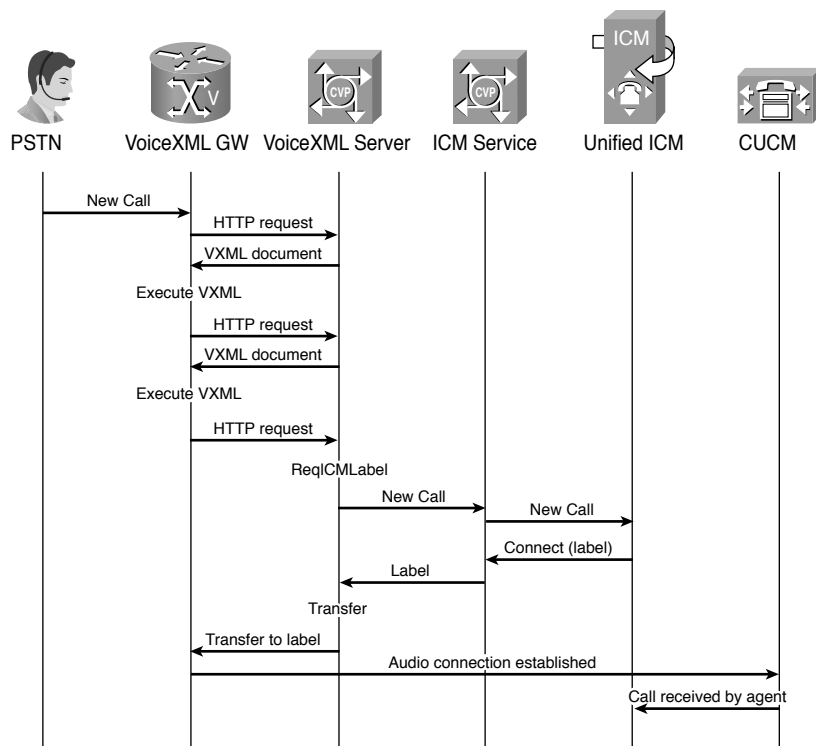 ICM
V
CVP
CVP
PSTN
VoiceXML GW
VoiceXML Server
ICM Service
Unified ICM
CUCM
New Call
HTTP request
VXML document
Execute VXML
HTTP request
VXML document
Execute VXML
HTTP request
ReqICMLabel
New Call
New Call
Connect (label)
Label
Transfer
Transfer to label
Audio connection established
Call received by agent